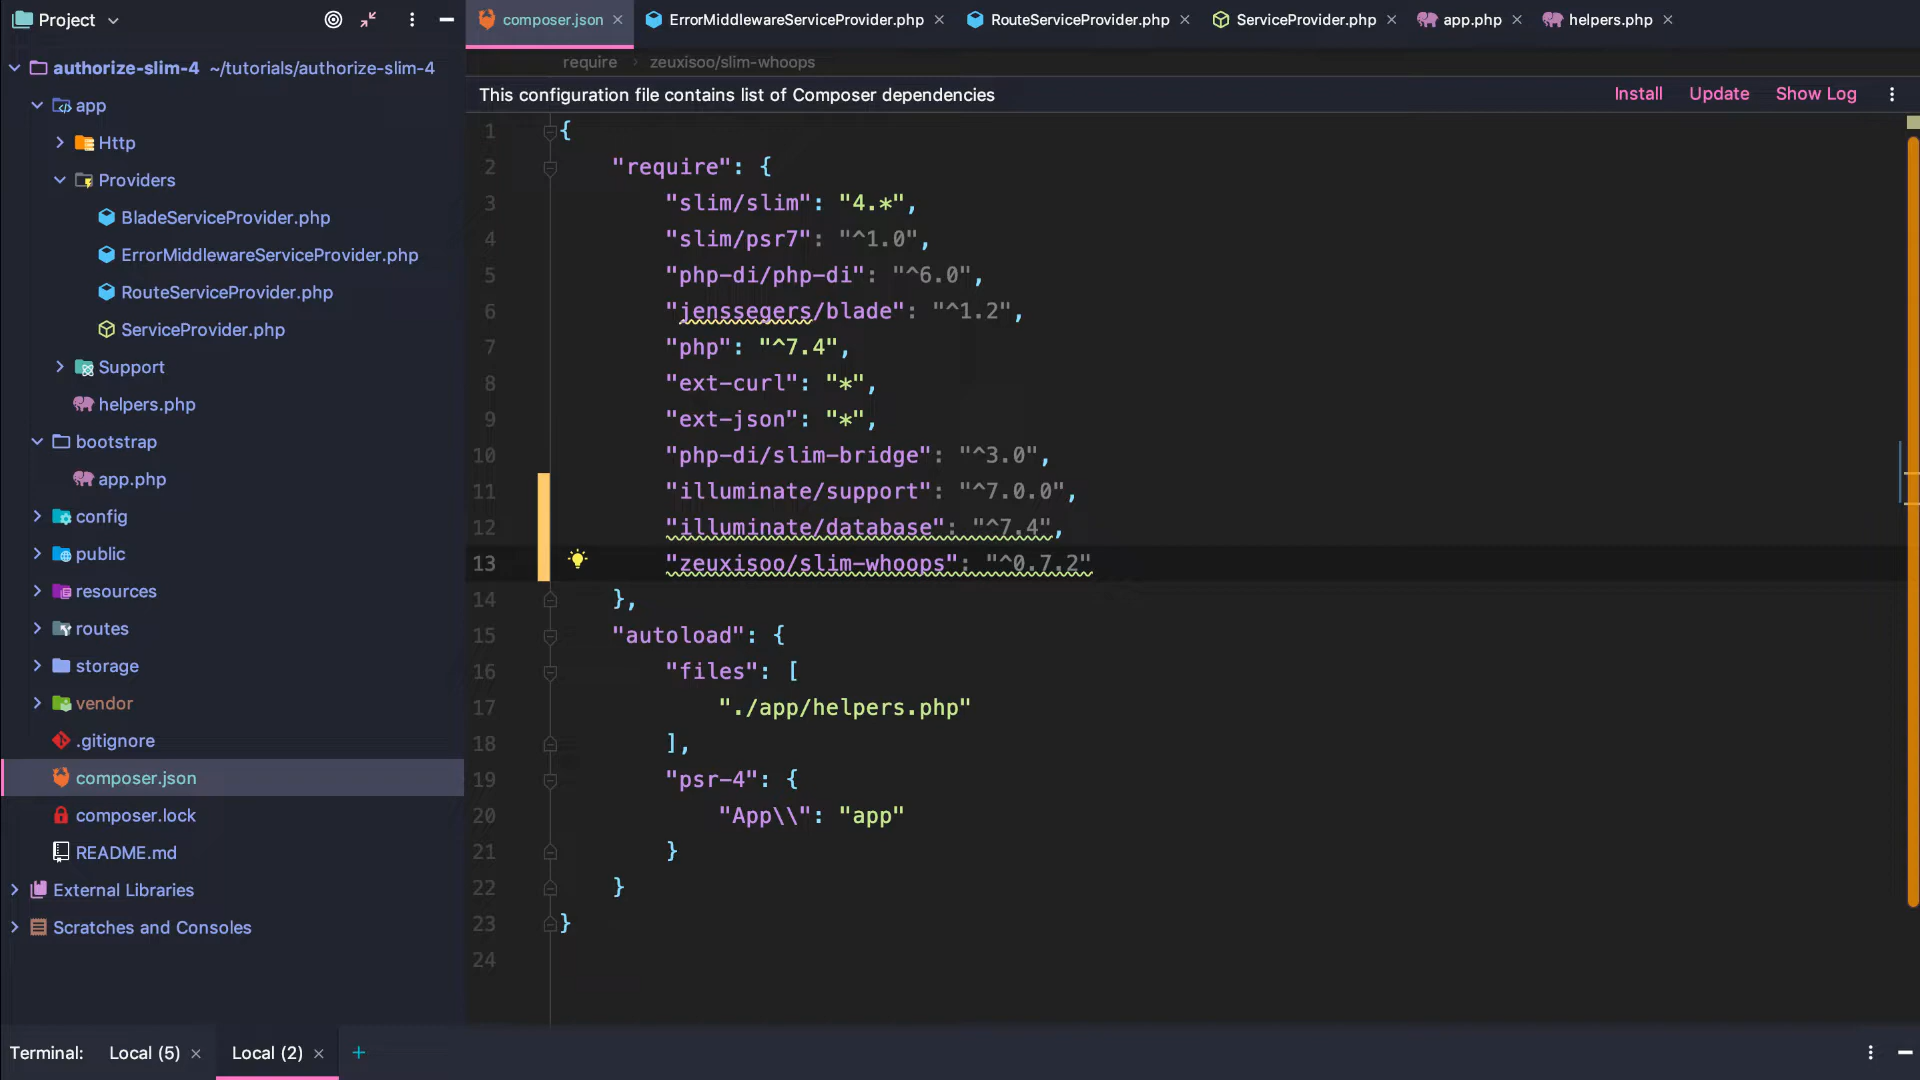 Project
authorize-slim-4 ~/tutorials/authorize-slim-4
app
Http
Providers
BladeServiceProvider.php
ErrorMiddlewareServiceProvider.php
RouteServiceProvider.php
ServiceProvider.php
Support
helpers.php
bootstrap
app.php
config
public
resources
routes
storage
vendor
.gitignore
composer.json
composer.lock
README.md
External Libraries
Scratches and Consoles
composer.json ErrorMiddlewareServiceProvider.php RouteServiceProvider.php ServiceProvider.php app.php helpers.php
require › zeuxisoo/slim-whoops
This configuration file contains list of Composer dependencies Install Update Show Log
1 {
2 "require": {
3 "slim/slim": "4.*",
4 "slim/psr7": "^1.0",
5 "php-di/php-di": "^6.0",
6 "jenssegers/blade": "^1.2",
7 "php": "^7.4",
8 "ext-curl": "*",
9 "ext-json": "*",
10 "php-di/slim-bridge": "^3.0",
11 "illuminate/support": "^7.0.0",
12 "illuminate/database": "^7.4",
13 "zeuxisoo/slim-whoops": "^0.7.2"
14 },
15 "autoload": {
16 "files": [
17 "./app/helpers.php"
18 ],
19 "psr-4": {
20 "App\\": "app"
21 }
22 }
23 }
24
Terminal: Local (5) Local (2)